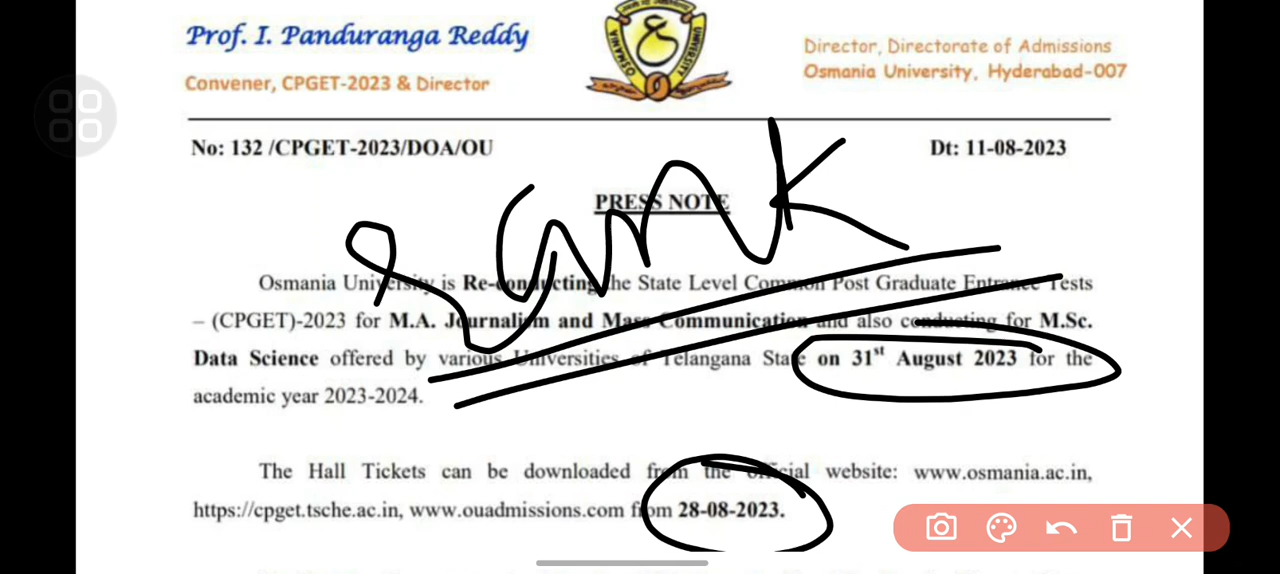 Prof. I. Panduranga Reddy
Convener, CPGET-2023 & Director
OSMANIA UNIVERSITY
Director, Directorate of Admissions
Osmania University, Hyderabad-007
No: 132 /CPGET-2023/DOA/OU
Dt: 11-08-2023
PRESS NOTE
Rank
Osmania University is Re-conducting the State Level Common Post Graduate Entrance Tests
– (CPGET)-2023 for M.A. Journalism and Mass Communication and also conducting for M.Sc.
Data Science offered by various Universities of Telangana State on 31st August 2023 for the
academic year 2023-2024.
The Hall Tickets can be downloaded from the official website: www.osmania.ac.in,
https://cpget.tsche.ac.in, www.ouadmissions.com from 28-08-2023.